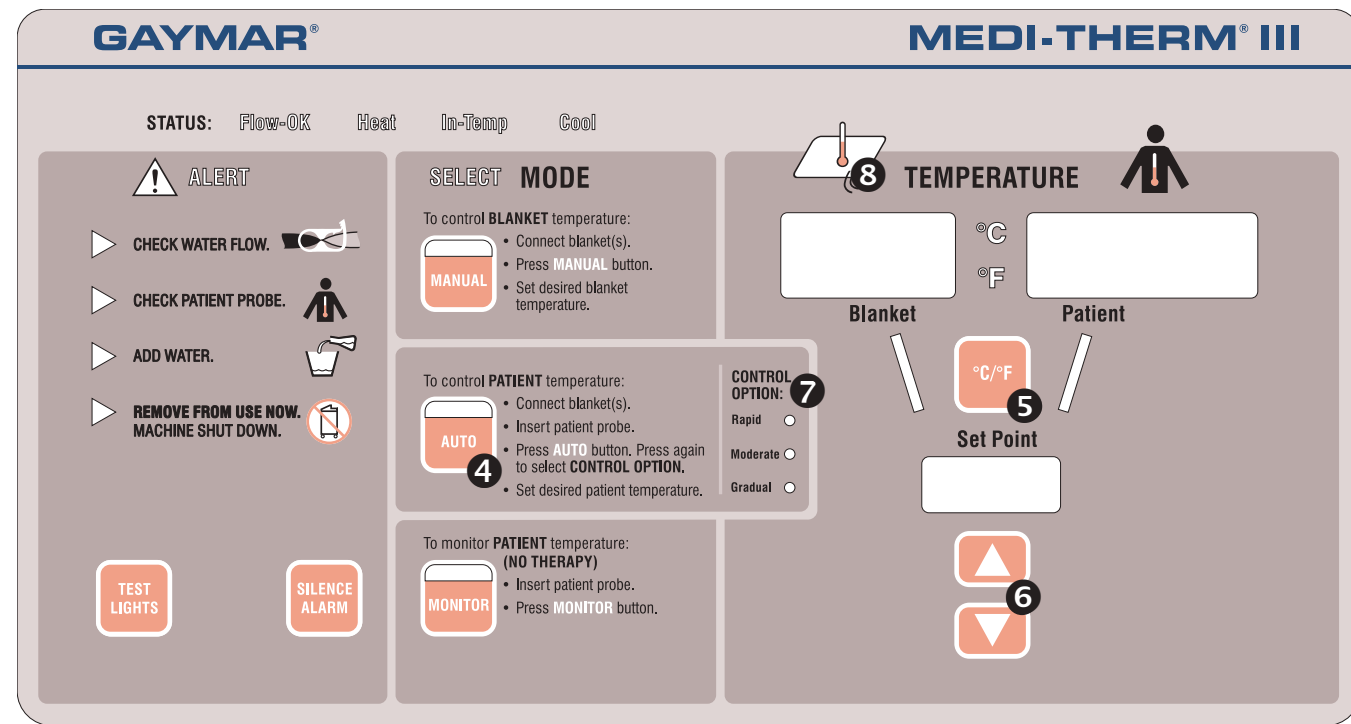 GAYMAR®
MEDI-THERM® III
STATUS: Flow-OK Heat In-Temp Cool
ALERT
CHECK WATER FLOW.
CHECK PATIENT PROBE.
ADD WATER.
REMOVE FROM USE NOW.
MACHINE SHUT DOWN.
TEST
LIGHTS
SILENCE
ALARM
SELECT MODE
To control BLANKET temperature:
MANUAL
• Connect blanket(s).
• Press MANUAL button.
• Set desired blanket
temperature.
To control PATIENT temperature:
AUTO
4
• Connect blanket(s).
• Insert patient probe.
• Press AUTO button. Press again
to select CONTROL OPTION.
• Set desired patient temperature.
CONTROL
OPTION:
7
Rapid
Moderate
Gradual
To monitor PATIENT temperature:
(NO THERAPY)
MONITOR
• Insert patient probe.
• Press MONITOR button.
8
TEMPERATURE
°C
°F
Blanket
Patient
°C/°F
5
Set Point
6